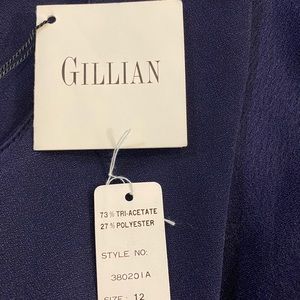 GILLIAN
73% TRI-ACETATE
27% POLYESTER
STYLE NO:
380201A
SIZE: 12